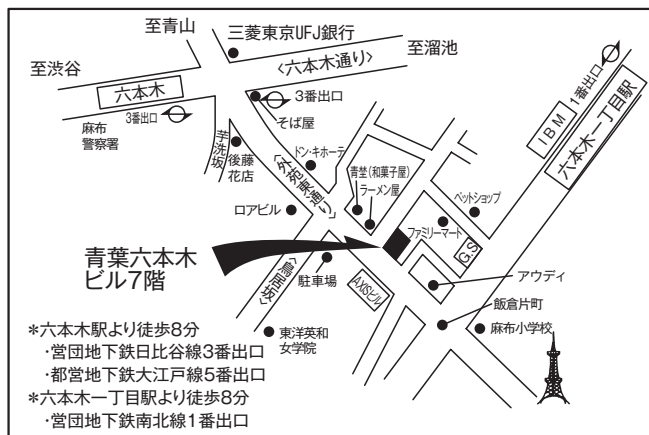 至青山
三菱東京UFJ銀行
至溜池
〈六本木通り〉
至渋谷
六本木
3番出口
麻布
警察署
3番出口
そば屋
芋洗坂
後藤
花店
ドン・キホーテ
〈外苑東通り〉
青埜(和菓子屋)
ラーメン屋
ペットショップ
ファミリーマート
G.S
IBM
1番出口
六本木一丁目駅
ロアビル
青葉六本木
ビル7階
〈鳥居坂〉
駐車場
AXISビル
アウディ
飯倉片町
麻布小学校
東洋英和
女学院
*六本木駅より徒歩8分
・営団地下鉄日比谷線3番出口
・都営地下鉄大江戸線5番出口
*六本木一丁目駅より徒歩8分
・営団地下鉄南北線1番出口